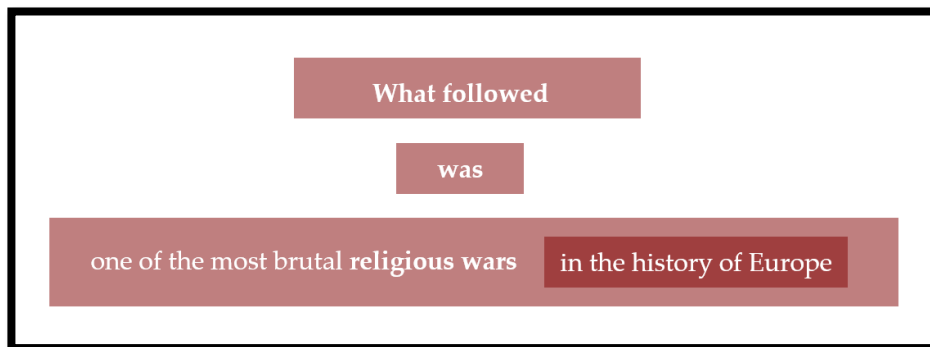 What followed
was
one of the most brutal religious wars in the history of Europe